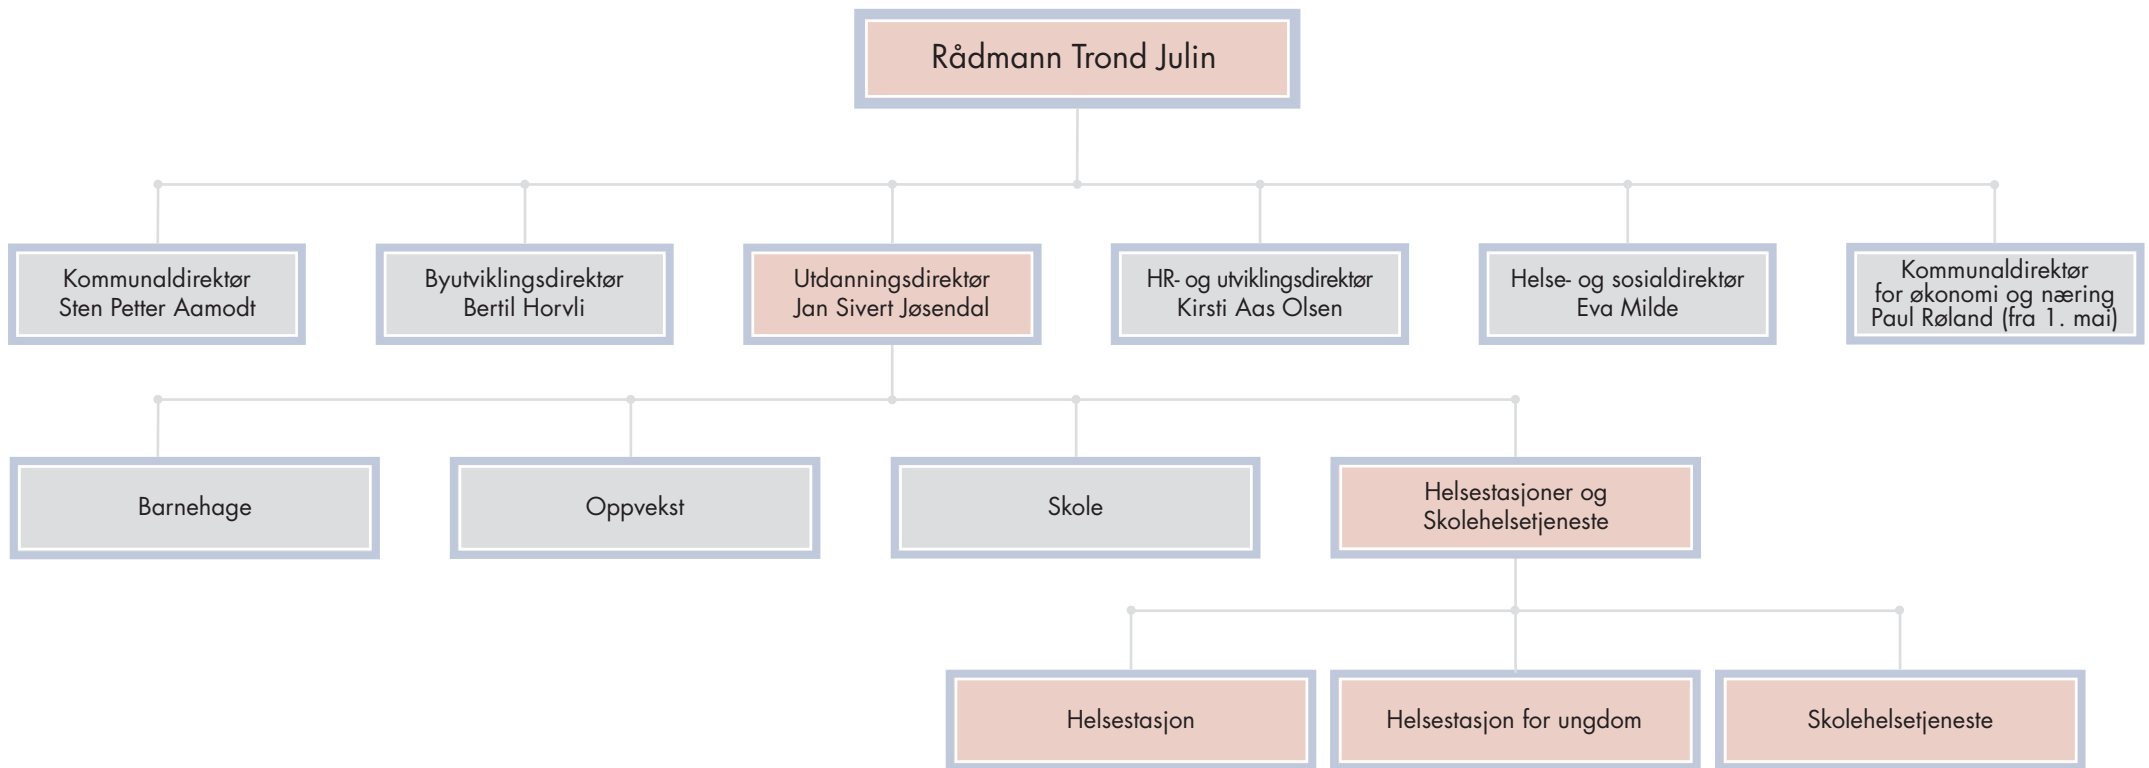 Rådmann Trond Julin
Kommunaldirektør
Sten Petter Aamodt
Byutviklingsdirektør
Bertil Horvli
Utdanningsdirektør
Jan Sivert Jøsendal
HR- og utviklingsdirektør
Kirsti Aas Olsen
Helse- og sosialdirektør
Eva Milde
Kommunaldirektør
for økonomi og næring
Paul Røland (fra 1. mai)
Barnehage
Oppvekst
Skole
Helsestasjoner og
Skolehelsetjeneste
Helsestasjon
Helsestasjon for ungdom
Skolehelsetjeneste